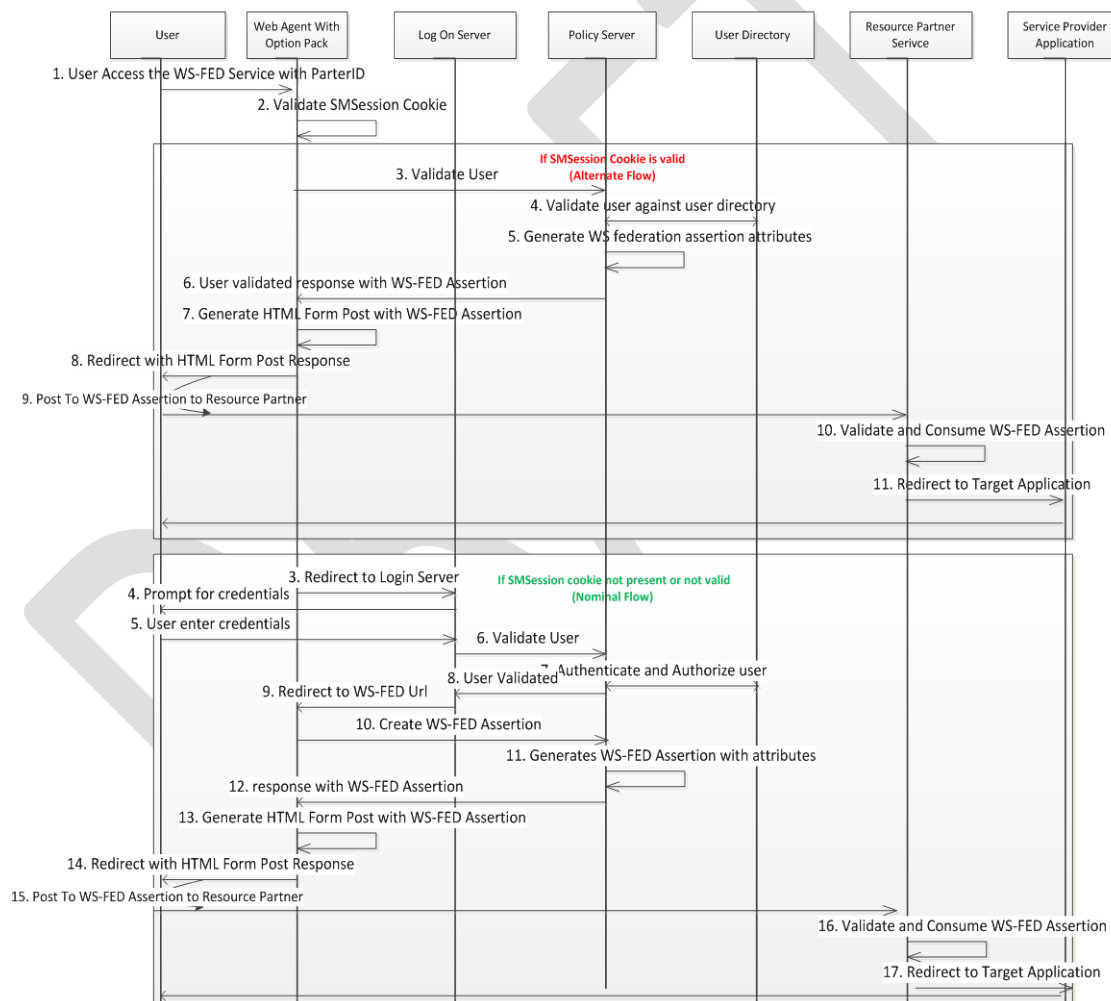 User
Web Agent With
Option Pack
Log On Server
Policy Server
User Directory
Resource Partner
Serivce
Service Provider
Application
1. User Access the WS-FED Service with ParterID
2. Validate SMSession Cookie
If SMSession Cookie is valid
(Alternate Flow)
3. Validate User
4. Validate user against user directory
5. Generate WS federation assertion attributes
6. User validated response with WS-FED Assertion
7. Generate HTML Form Post with WS-FED Assertion
8. Redirect with HTML Form Post Response
9. Post To WS-FED Assertion to Resource Partner
10. Validate and Consume WS-FED Assertion
11. Redirect to Target Application
3. Redirect to Login Server
If SMSession cookie not present or not valid
(Nominal Flow)
4. Prompt for credentials
5. User enter credentials
6. Validate User
7. Authenticate and Authorize user
8. User Validated
9. Redirect to WS-FED Url
10. Create WS-FED Assertion
11. Generates WS-FED Assertion with attributes
12. response with WS-FED Assertion
13. Generate HTML Form Post with WS-FED Assertion
14. Redirect with HTML Form Post Response
15. Post To WS-FED Assertion to Resource Partner
16. Validate and Consume WS-FED Assertion
17. Redirect to Target Application